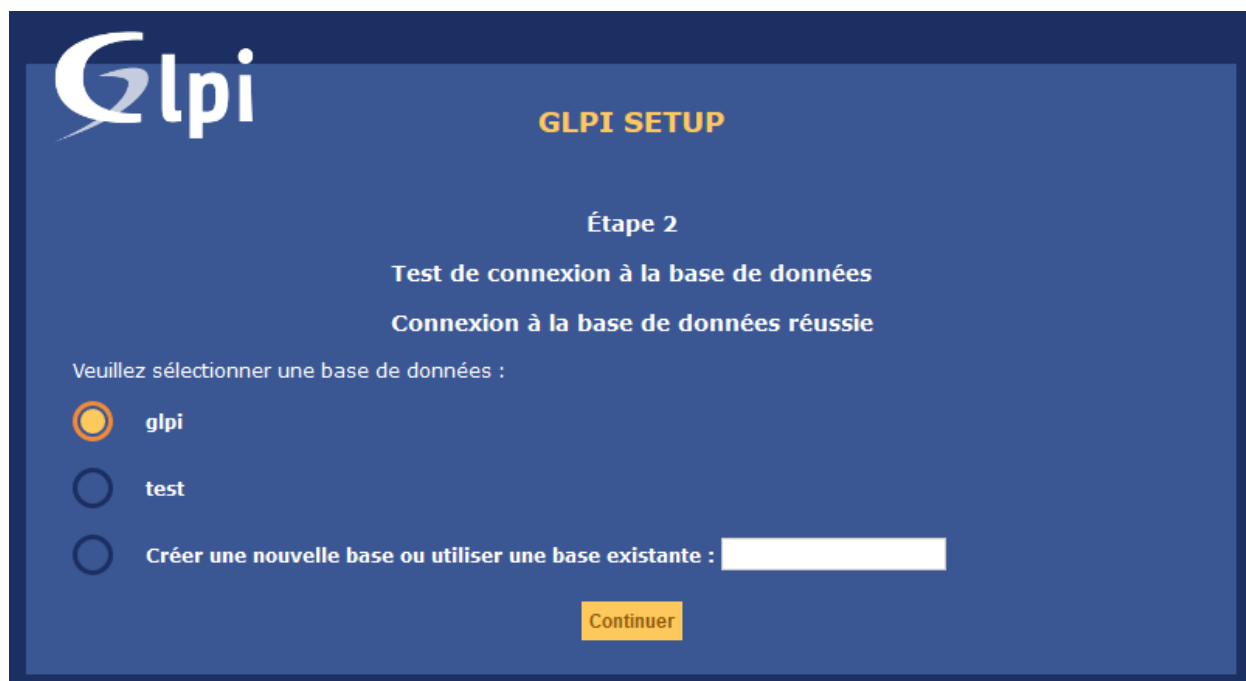 Glpi
GLPI SETUP
Étape 2
Test de connexion à la base de données
Connexion à la base de données réussie
Veuillez sélectionner une base de données :
glpi
test
Créer une nouvelle base ou utiliser une base existante :
Continuer